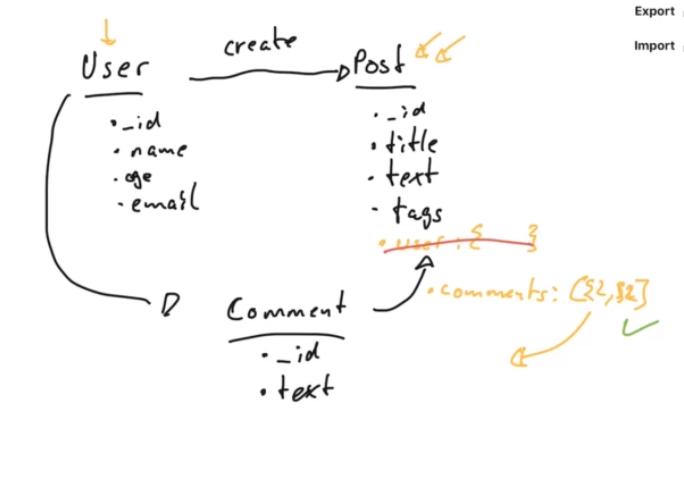 Export
Import
create
User
Post
• _id
• name
• age
• email
• _id
• title
• text
• tags
• user : { }
• comments: [{},{}]
Comment
• _id
• text